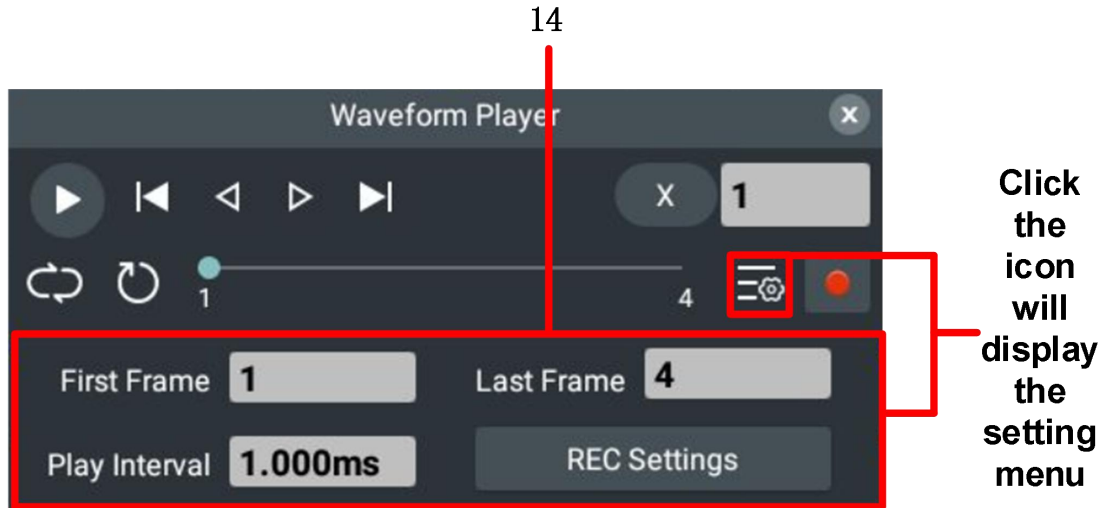 14
Waveform Player
X
X 1
1 4
First Frame 1 Last Frame 4
Play Interval 1.000ms REC Settings
Click
the
icon
will
display
the
setting
menu